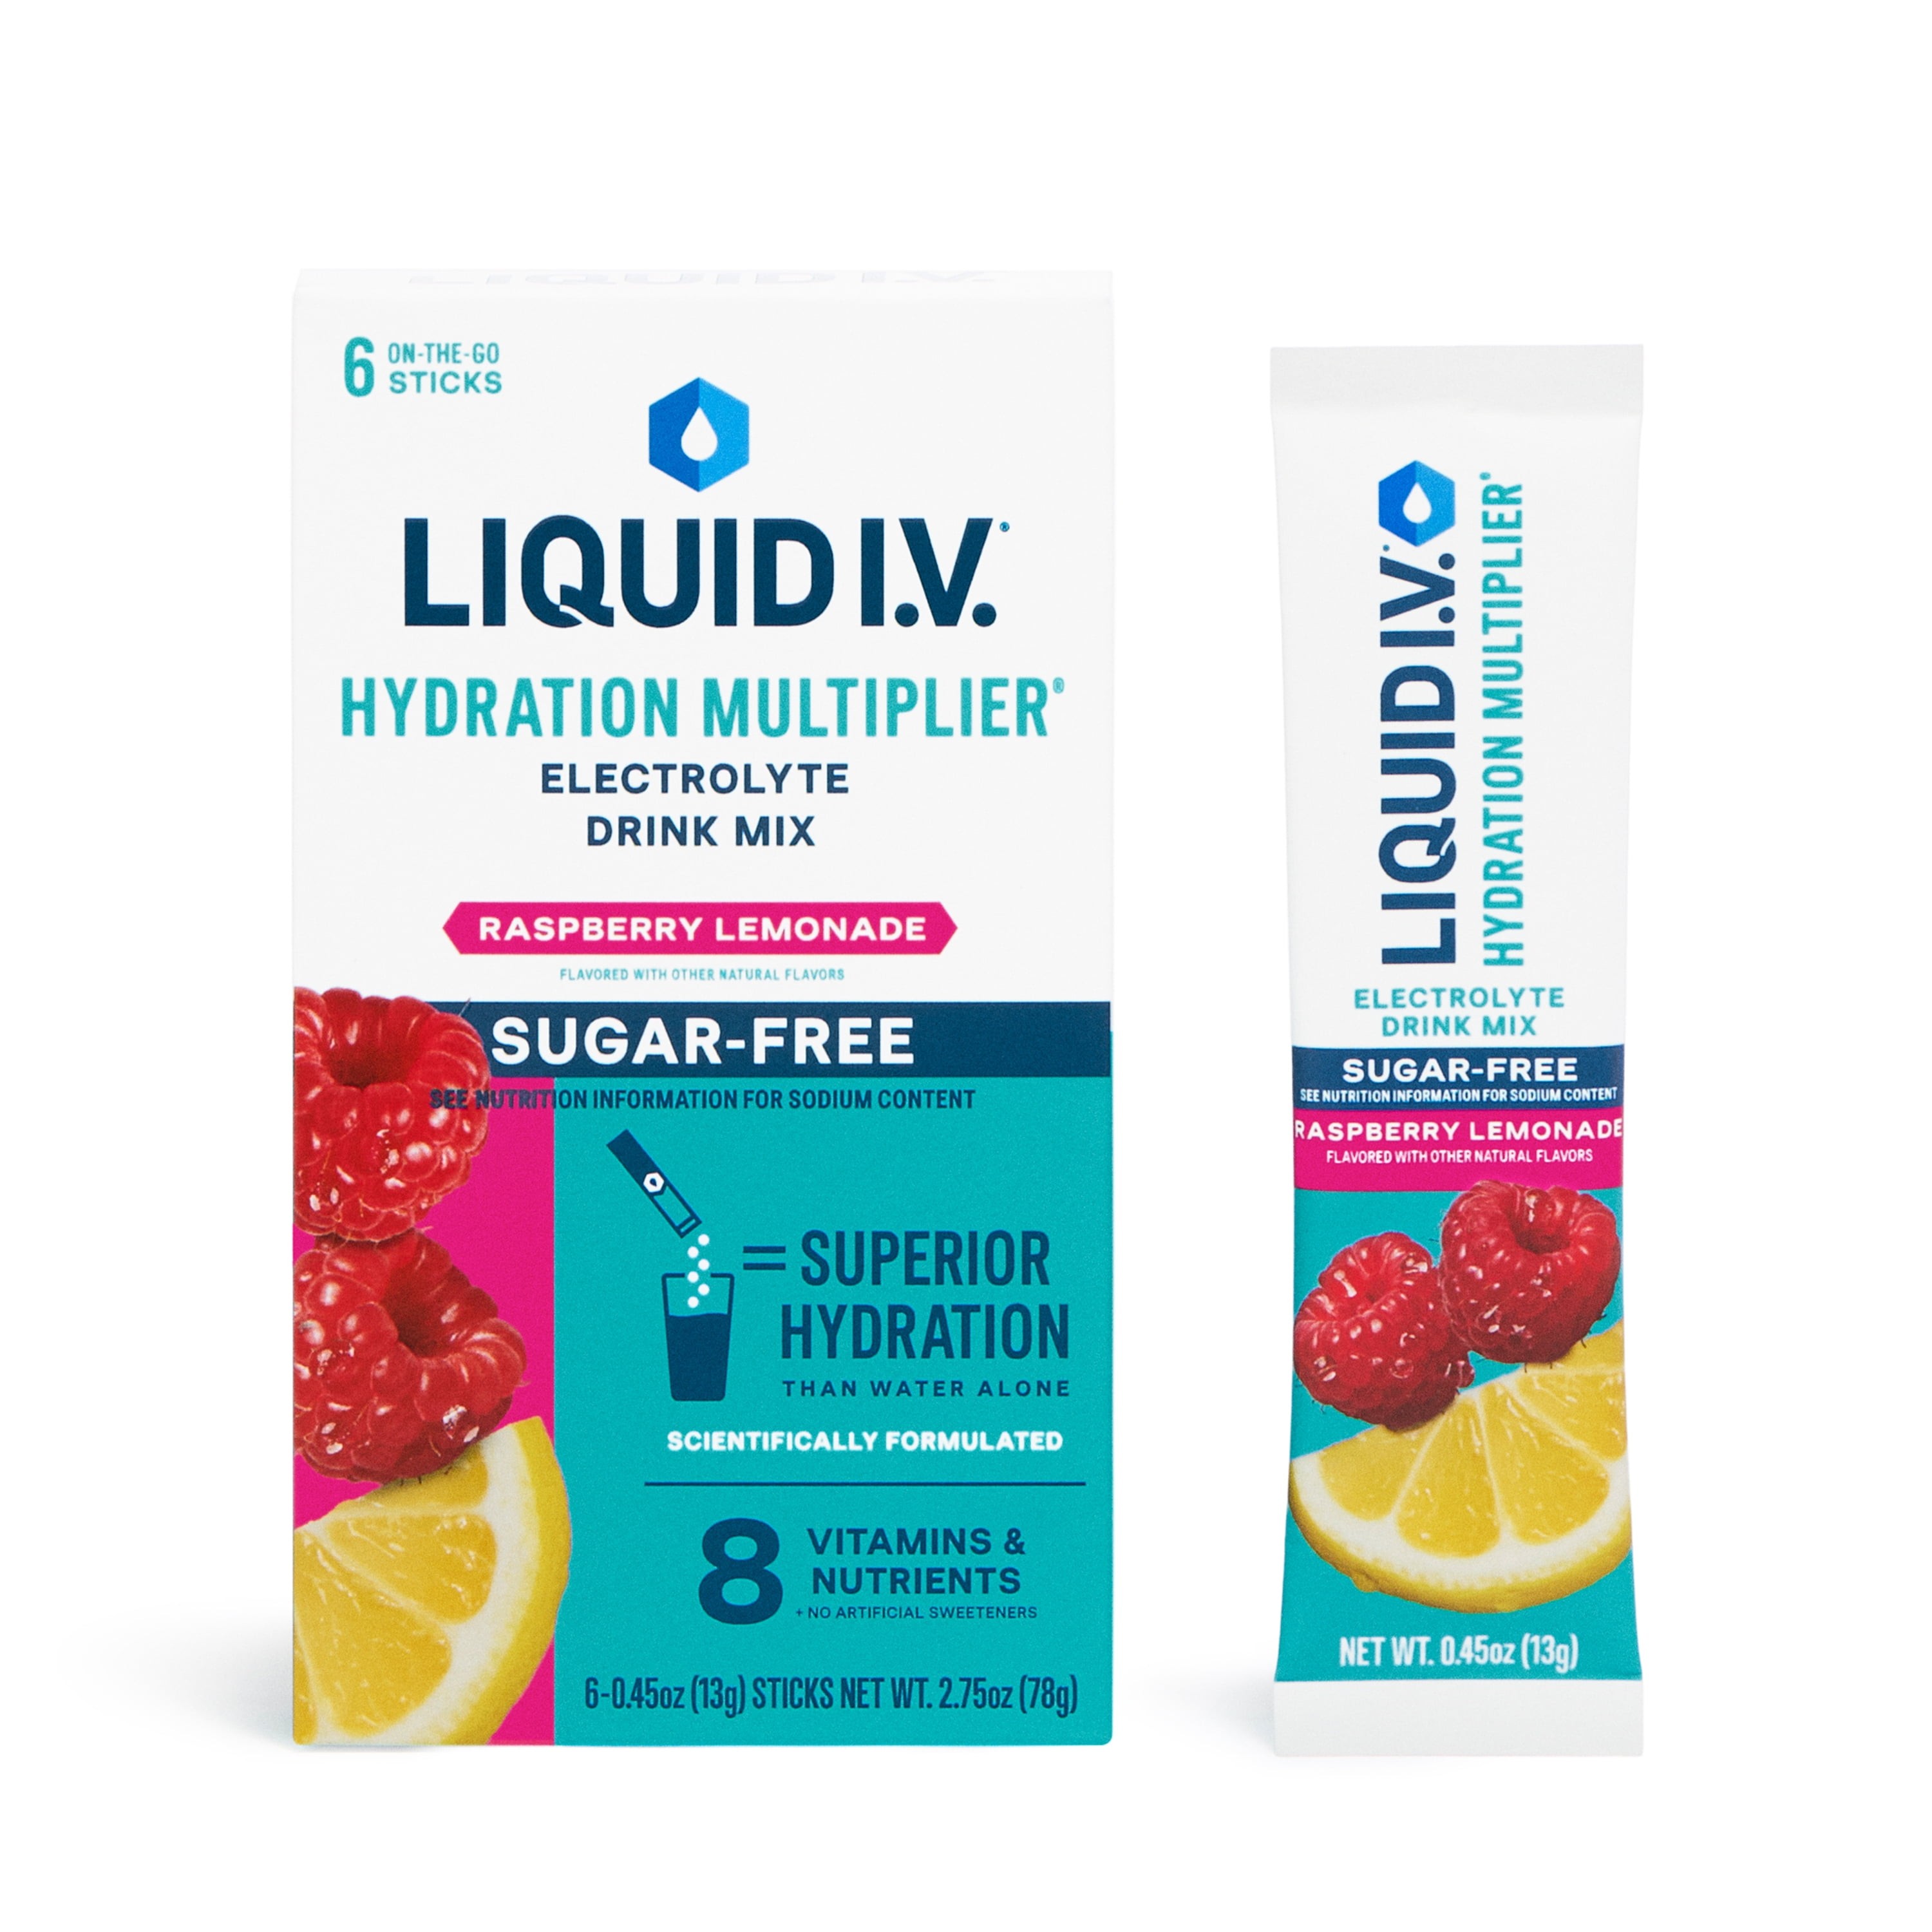 LIQUID I.V.
6 ON-THE-GO
STICKS
LIQUID I.V.®
HYDRATION MULTIPLIER®
ELECTROLYTE
DRINK MIX
RASPBERRY LEMONADE
FLAVORED WITH OTHER NATURAL FLAVORS
SUGAR-FREE
SEE NUTRITION INFORMATION FOR SODIUM CONTENT
= SUPERIOR
HYDRATION
THAN WATER ALONE
SCIENTIFICALLY FORMULATED
8 VITAMINS &
NUTRIENTS
+ NO ARTIFICIAL SWEETENERS
6-0.45oz (13g) STICKS NET WT. 2.75oz (78g)
LIQUID I.V.®
HYDRATION MULTIPLIER®
ELECTROLYTE
DRINK MIX
SUGAR-FREE
SEE NUTRITION INFORMATION FOR SODIUM CONTENT
RASPBERRY LEMONADE
FLAVORED WITH OTHER NATURAL FLAVORS
NET WT. 0.45oz (13g)